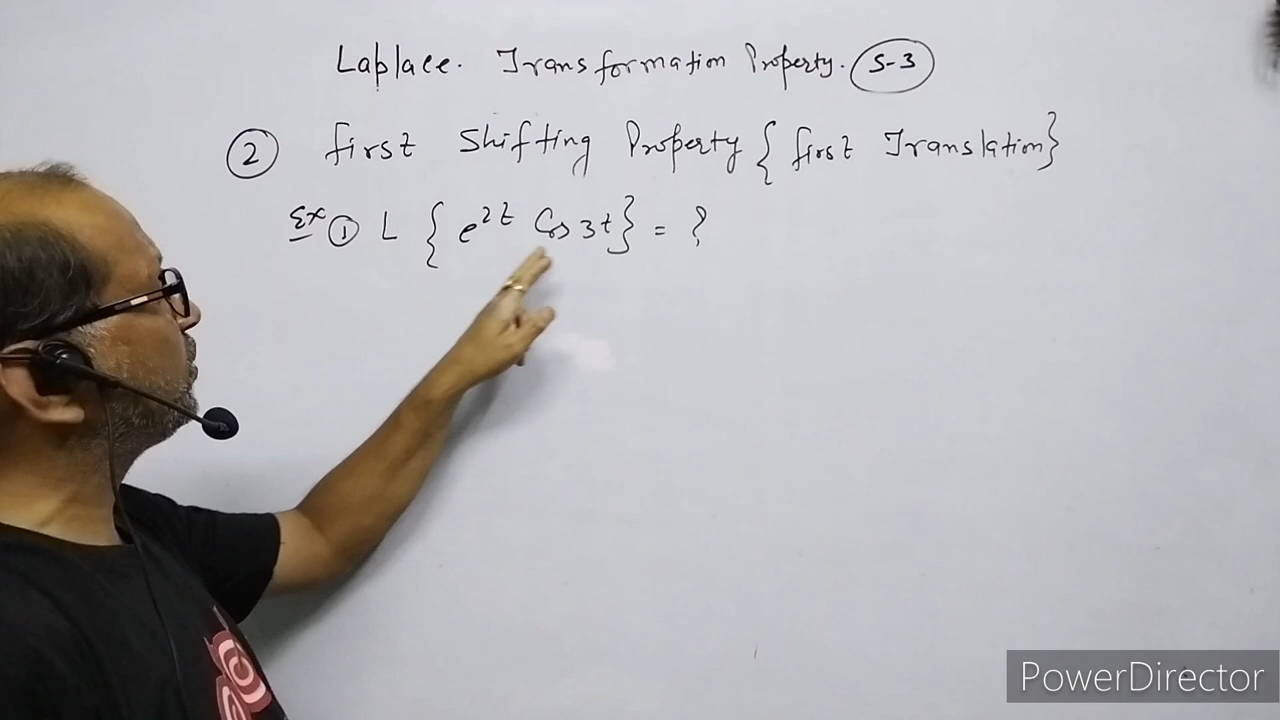 Laplace. Transformation Property. S-3
② first Shifting Property { first Translation}
Ex ① L { e^2t Cos 3t} = ?
PowerDirector